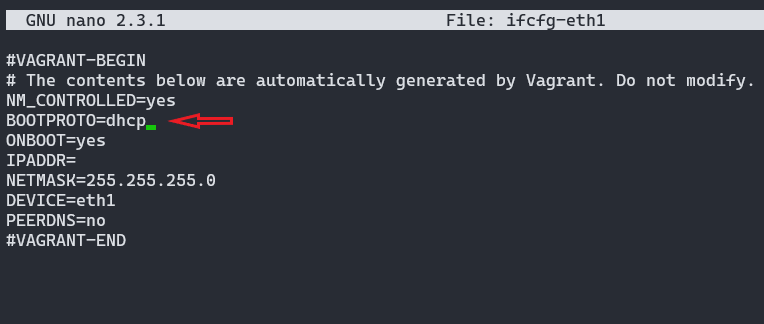 GNU nano 2.3.1 File: ifcfg-eth1
#VAGRANT-BEGIN
# The contents below are automatically generated by Vagrant. Do not modify.
NM_CONTROLLED=yes
BOOTPROTO=dhcp
ONBOOT=yes
IPADDR=
NETMASK=255.255.255.0
DEVICE=eth1
PEERDNS=no
#VAGRANT-END